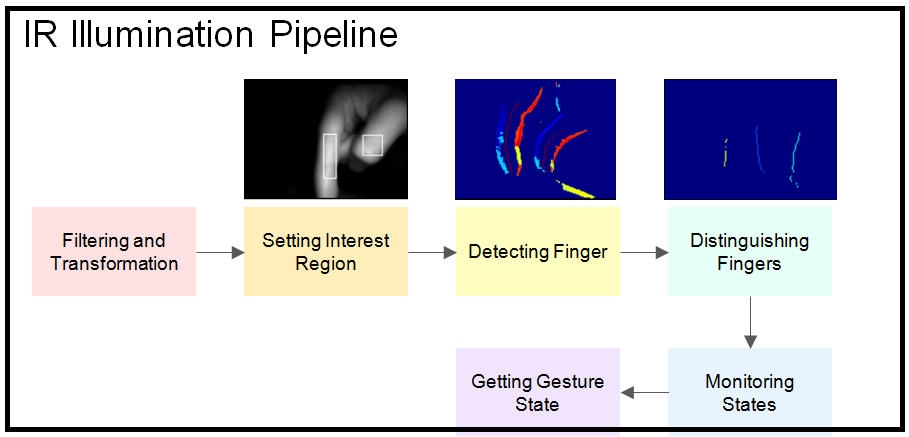 IR Illumination Pipeline
Filtering and
Transformation
Setting Interest
Region
Detecting Finger
Distinguishing
Fingers
Monitoring
States
Getting Gesture
State